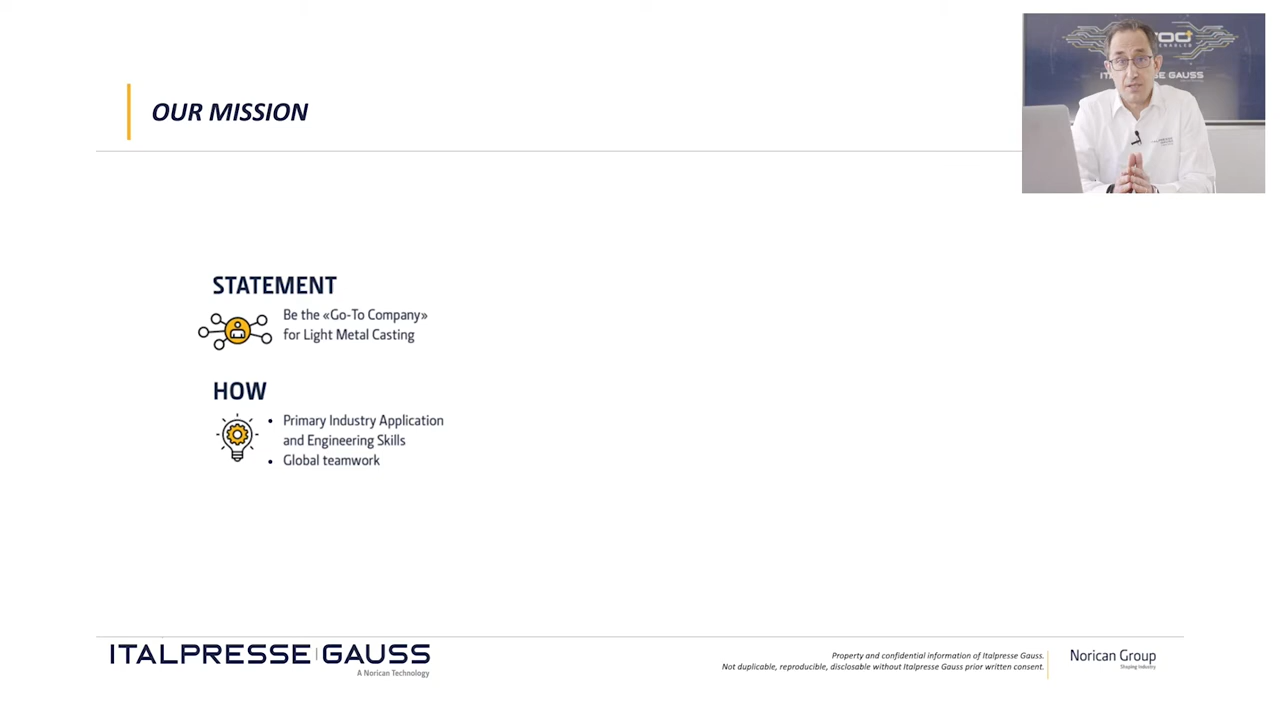 OUR MISSION
STATEMENT
Be the «Go-To Company»
for Light Metal Casting
HOW
• Primary Industry Application
and Engineering Skills
• Global teamwork
ITALPRESSE GAUSS
A Norican Technology
Property and confidential information of Italpresse Gauss.
Not duplicable, reproducible, disclosable without Italpresse Gauss prior written consent.
Norican Group
Shaping Industry